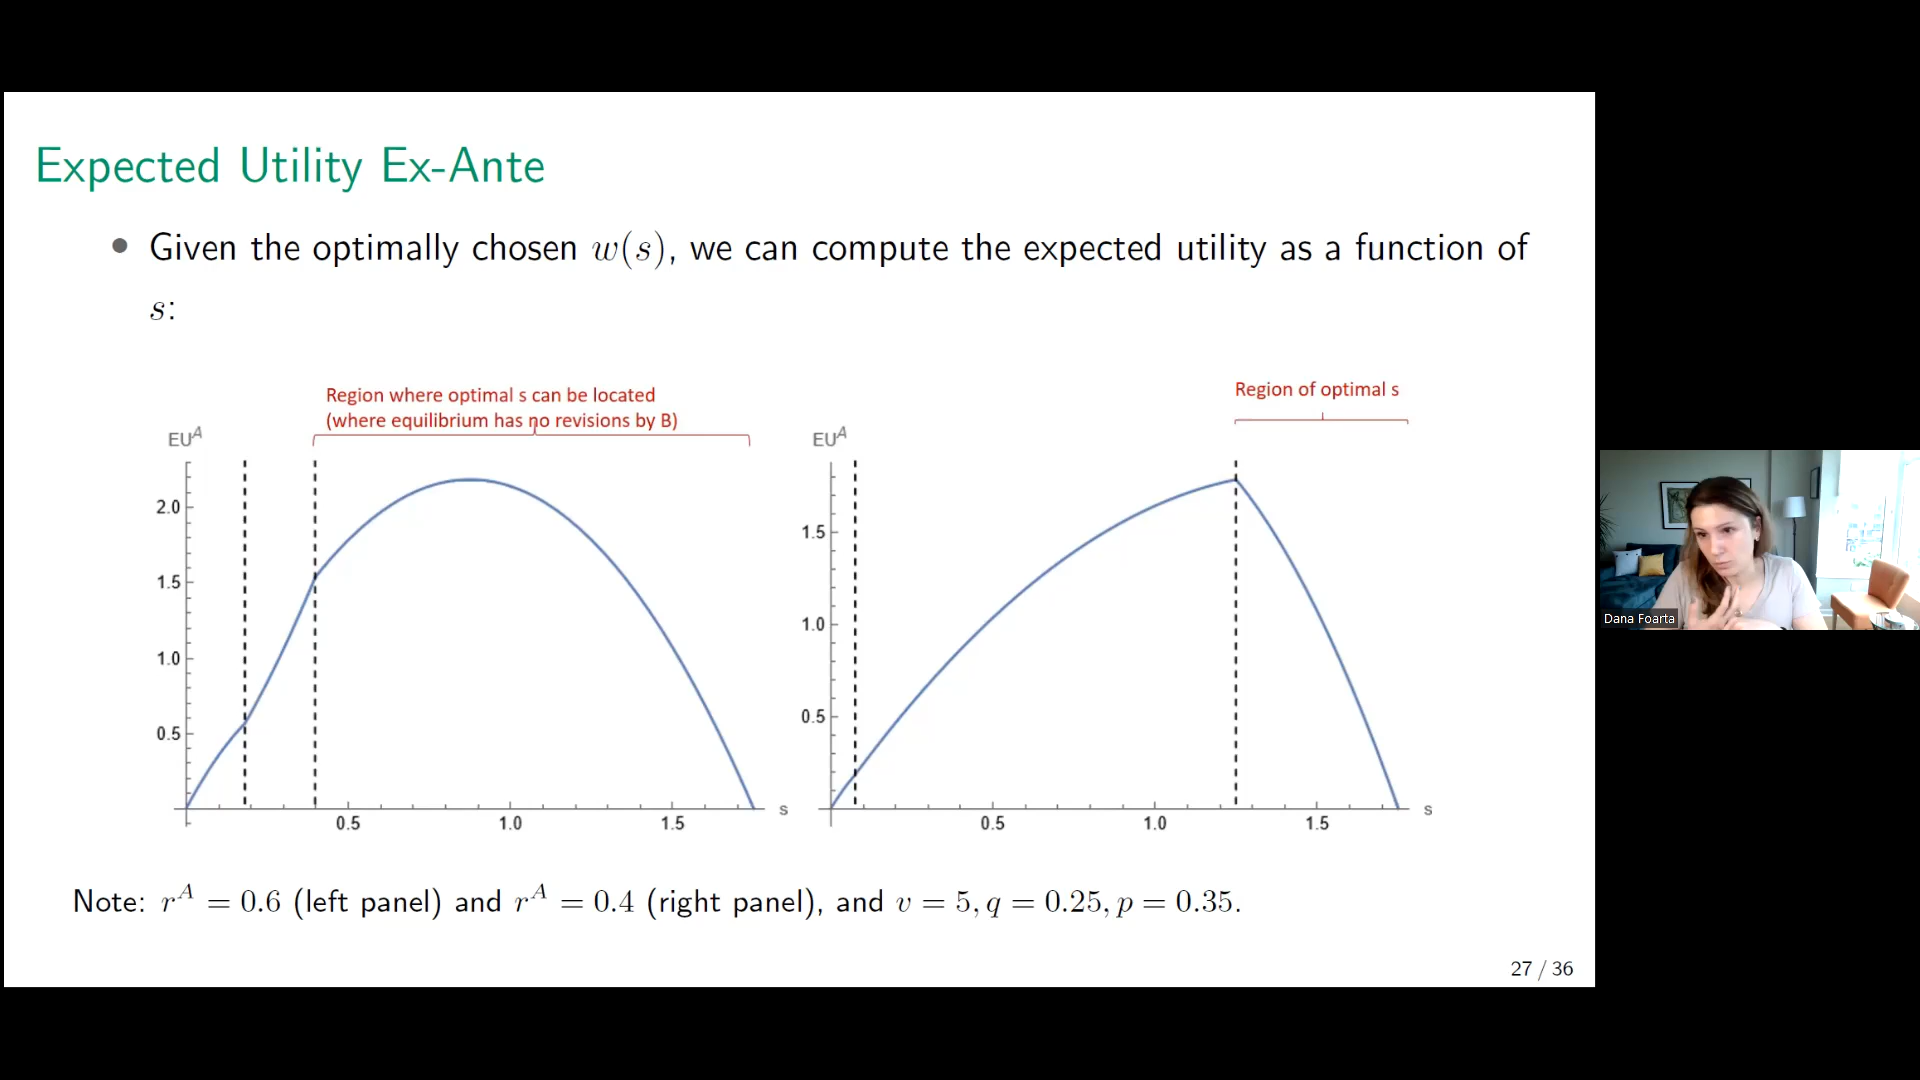 Expected Utility Ex-Ante
• Given the optimally chosen w(s), we can compute the expected utility as a function of
s:
Region where optimal s can be located
(where equilibrium has no revisions by B)
EU^A
2.0
1.5
1.0
0.5
0.5 1.0 1.5 s
Region of optimal s
EU^A
1.5
1.0
0.5
0.5 1.0 1.5 s
Note: r^A = 0.6 (left panel) and r^A = 0.4 (right panel), and v = 5, q = 0.25, p = 0.35.
27 / 36
Dana Foarta